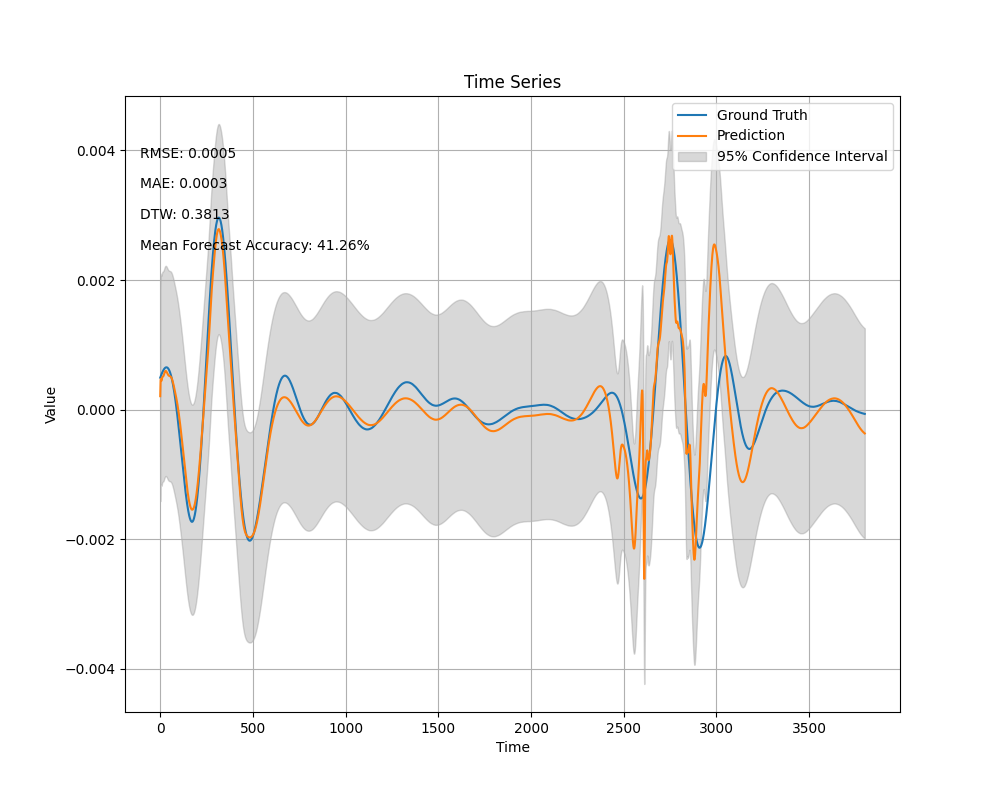 Time Series
Ground Truth
Prediction
95% Confidence Interval
RMSE: 0.0005
MAE: 0.0003
DTW: 0.3813
Mean Forecast Accuracy: 41.26%
0.004
0.002
0.000
−0.002
−0.004
Value
0 500 1000 1500 2000 2500 3000 3500
Time